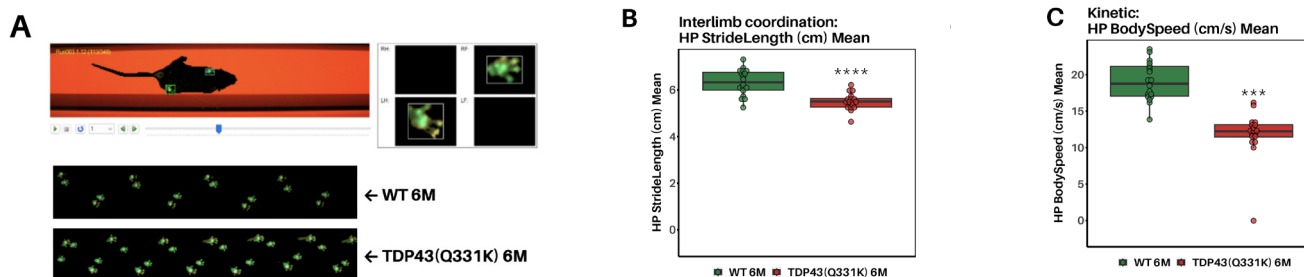 A
RH:
RF:
LH:
LF:
1
← WT 6M
← TDP43(Q331K) 6M
B
Interlimb coordination:
HP StrideLength (cm) Mean
HP StrideLength (cm) Mean
6
4
2
0
****
WT 6M TDP43(Q331K) 6M
C
Kinetic:
HP BodySpeed (cm/s) Mean
HP BodySpeed (cm/s) Mean
20
15
10
5
0
***
WT 6M TDP43(Q331K) 6M